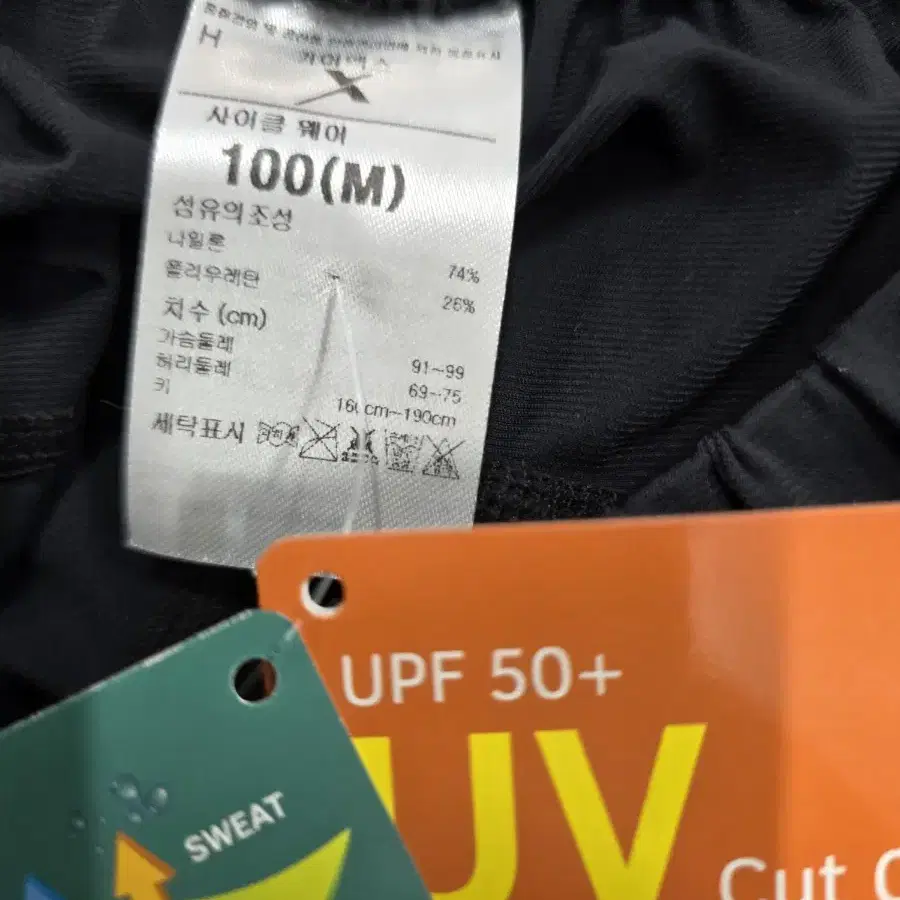 H
X
사이클 웨어
100(M)
섬유의조성
나일론 74%
폴리우레탄 26%
치수 (cm)
가슴둘레 91~99
허리둘레 69~75
키 cm~190cm
세탁표시
UPF 50+
UV
Cut
SWEAT